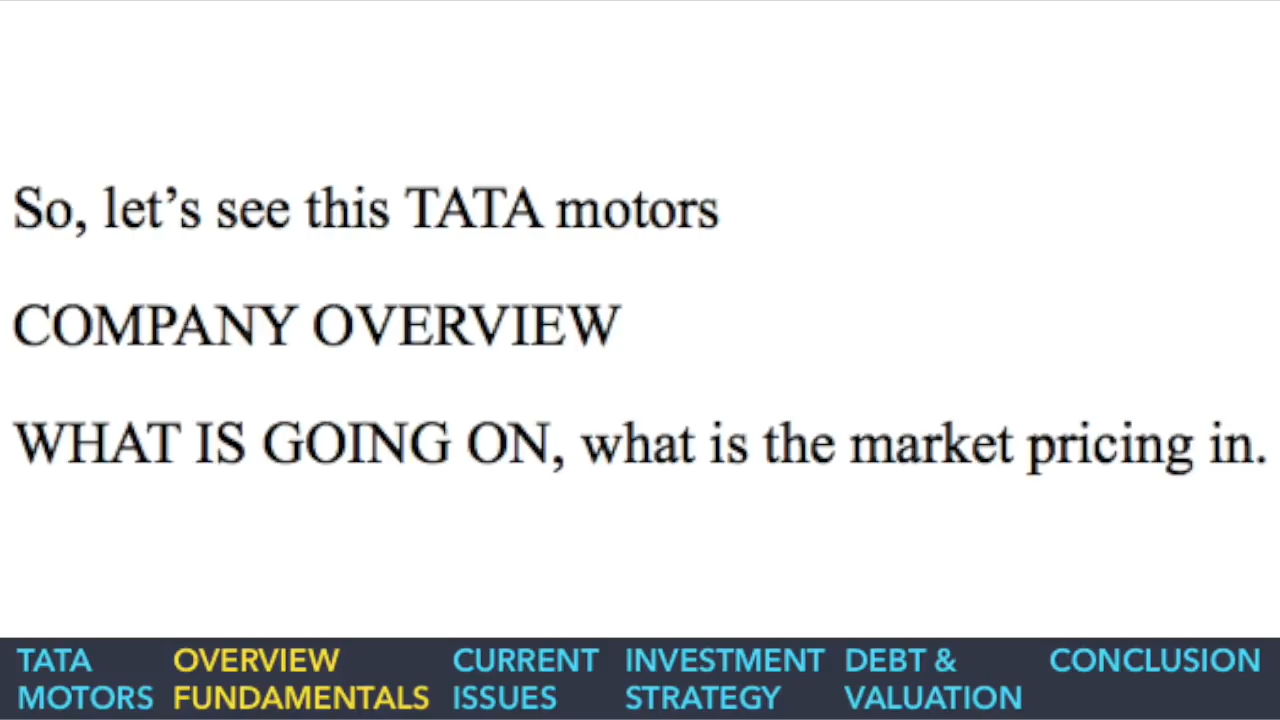 So, let’s see this TATA motors
COMPANY OVERVIEW
WHAT IS GOING ON, what is the market pricing in.
TATA MOTORS
OVERVIEW FUNDAMENTALS
CURRENT ISSUES
INVESTMENT STRATEGY
DEBT & VALUATION
CONCLUSION